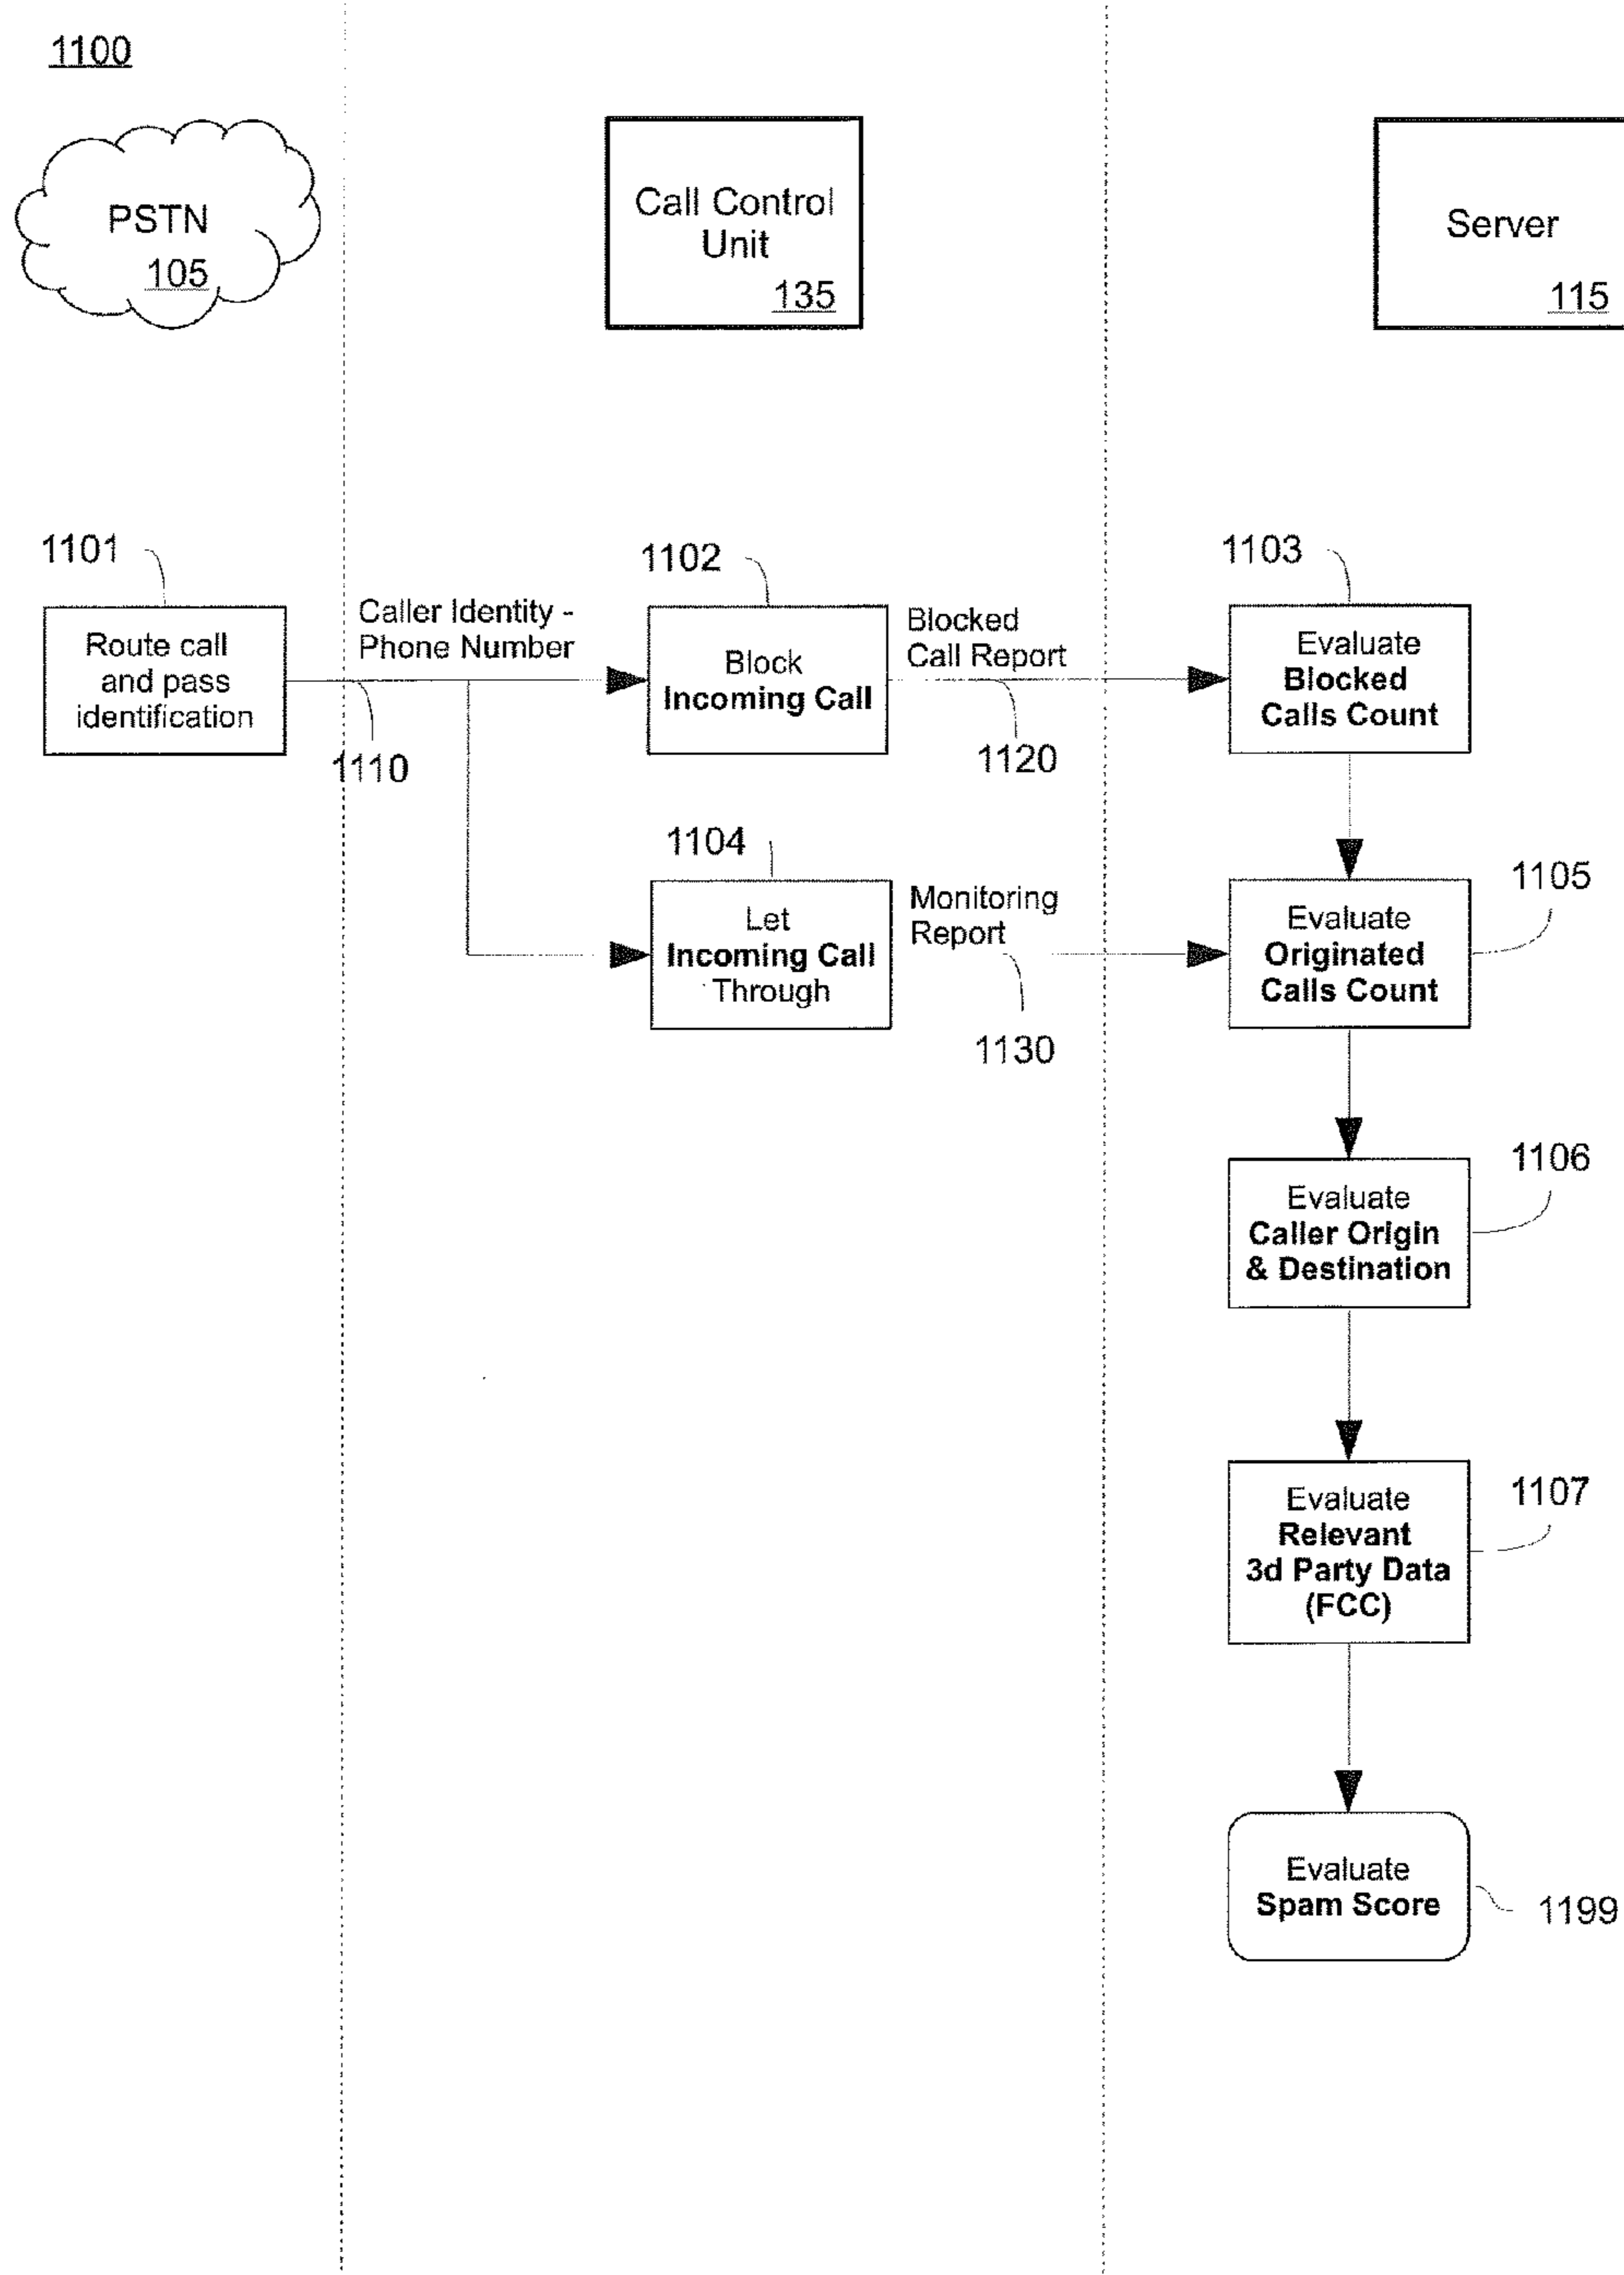 1100
PSTN
105
Call Control
Unit
135
Server
115
1101
Route call
and pass
identification
Caller Identity -
Phone Number
1110
1102
Block
Incoming Call
Blocked
Call Report
1120
1103
Evaluate
Blocked
Calls Count
1104
Let
Incoming Call
Through
Monitoring
Report
1130
1105
Evaluate
Originated
Calls Count
1106
Evaluate
Caller Origin
& Destination
1107
Evaluate
Relevant
3d Party Data
(FCC)
Evaluate
Spam Score
1199